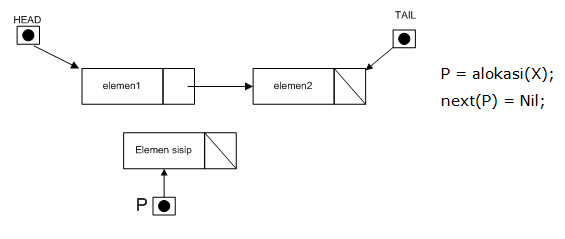 HEAD
TAIL
elemen1
elemen2
P = alokasi(X);
next(P) = Nil;
Elemen sisip
P